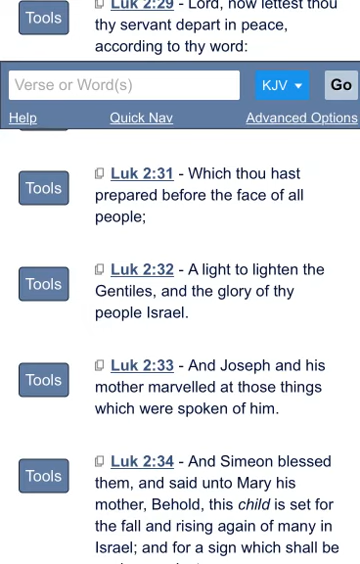 Luk 2:29 - Lord, now lettest thou
Tools
thy servant depart in peace,
according to thy word:
Verse or Word(s)
KJV
Go
Help
Quick Nav
Advanced Options
Luk 2:31 - Which thou hast
Tools
prepared before the face of all
people;
Luk 2:32 - A light to lighten the
Tools
Gentiles, and the glory of thy
people Israel.
Luk 2:33 - And Joseph and his
Tools
mother marvelled at those things
which were spoken of him.
Luk 2:34 - And Simeon blessed
Tools
them, and said unto Mary his
mother, Behold, this child is set for
the fall and rising again of many in
Israel; and for a sign which shall be